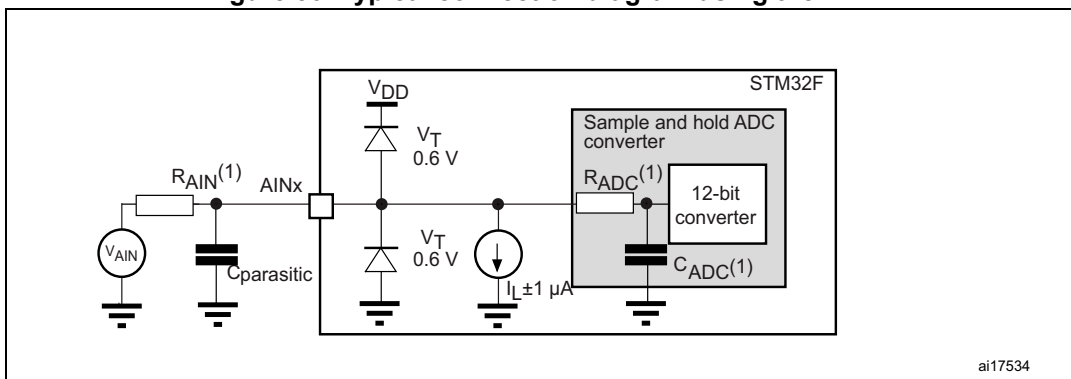 STM32F
VDD
VT
0.6 V
Sample and hold ADC
converter
RAIN(1)
AINx
RADC(1)
12-bit
converter
VAIN
Cparasitic
VT
0.6 V
IL±1 µA
CADC(1)
ai17534